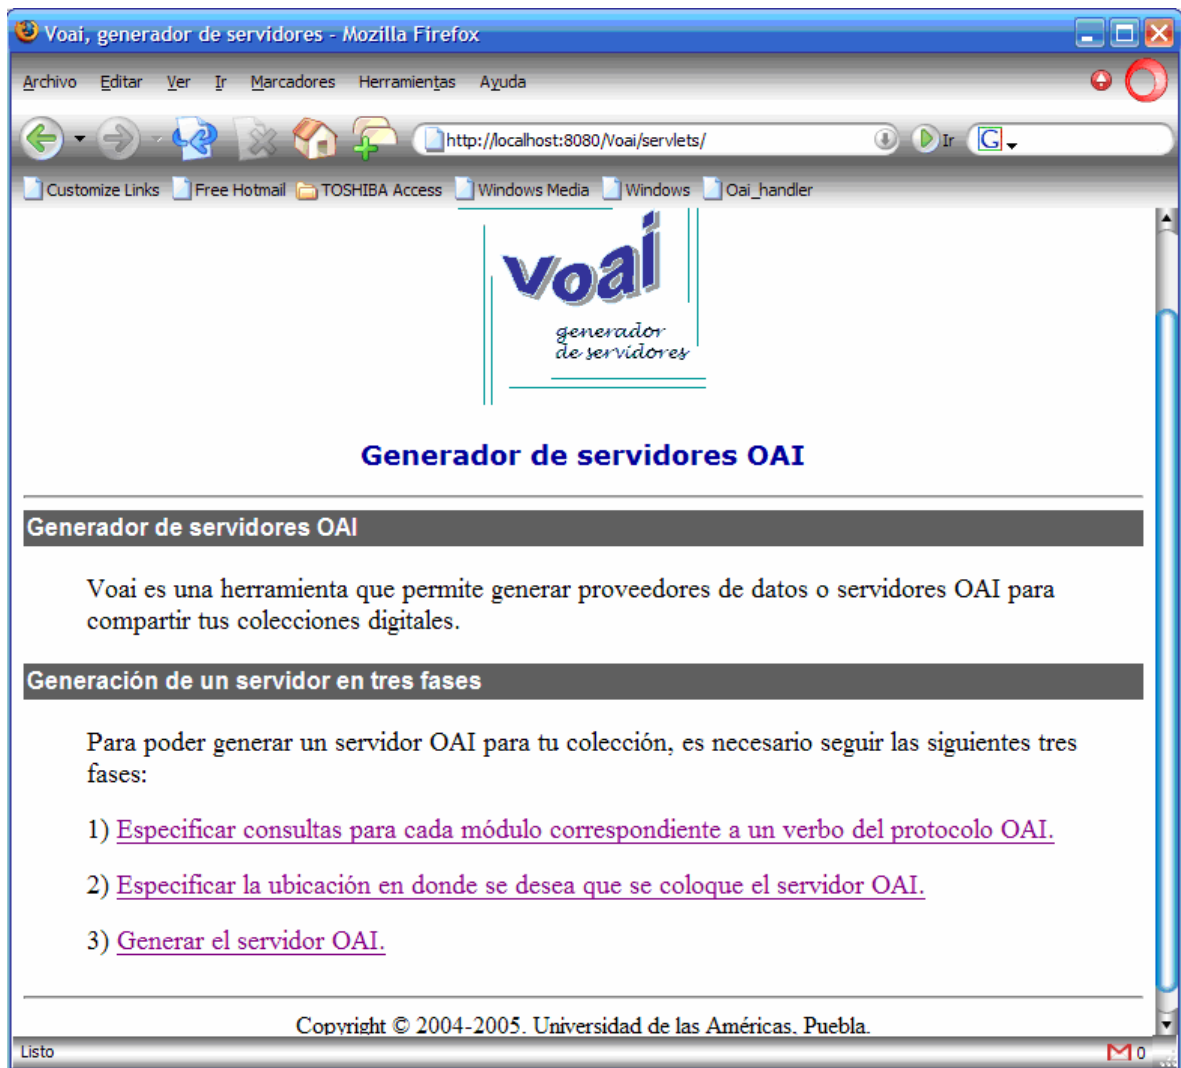 Voai, generador de servidores - Mozilla Firefox
Archivo Editar Ver Ir Marcadores Herramientas Ayuda
http://localhost:8080/Voai/servlets/ Ir G
Customize Links Free Hotmail TOSHIBA Access Windows Media Windows Oai_handler
voai
generador
de servidores
Generador de servidores OAI
Generador de servidores OAI
Voai es una herramienta que permite generar proveedores de datos o servidores OAI para
compartir tus colecciones digitales.
Generación de un servidor en tres fases
Para poder generar un servidor OAI para tu colección, es necesario seguir las siguientes tres
fases:
1) Especificar consultas para cada módulo correspondiente a un verbo del protocolo OAI.
2) Especificar la ubicación en donde se desea que se coloque el servidor OAI.
3) Generar el servidor OAI.
Copyright © 2004-2005. Universidad de las Américas, Puebla.
Listo 0